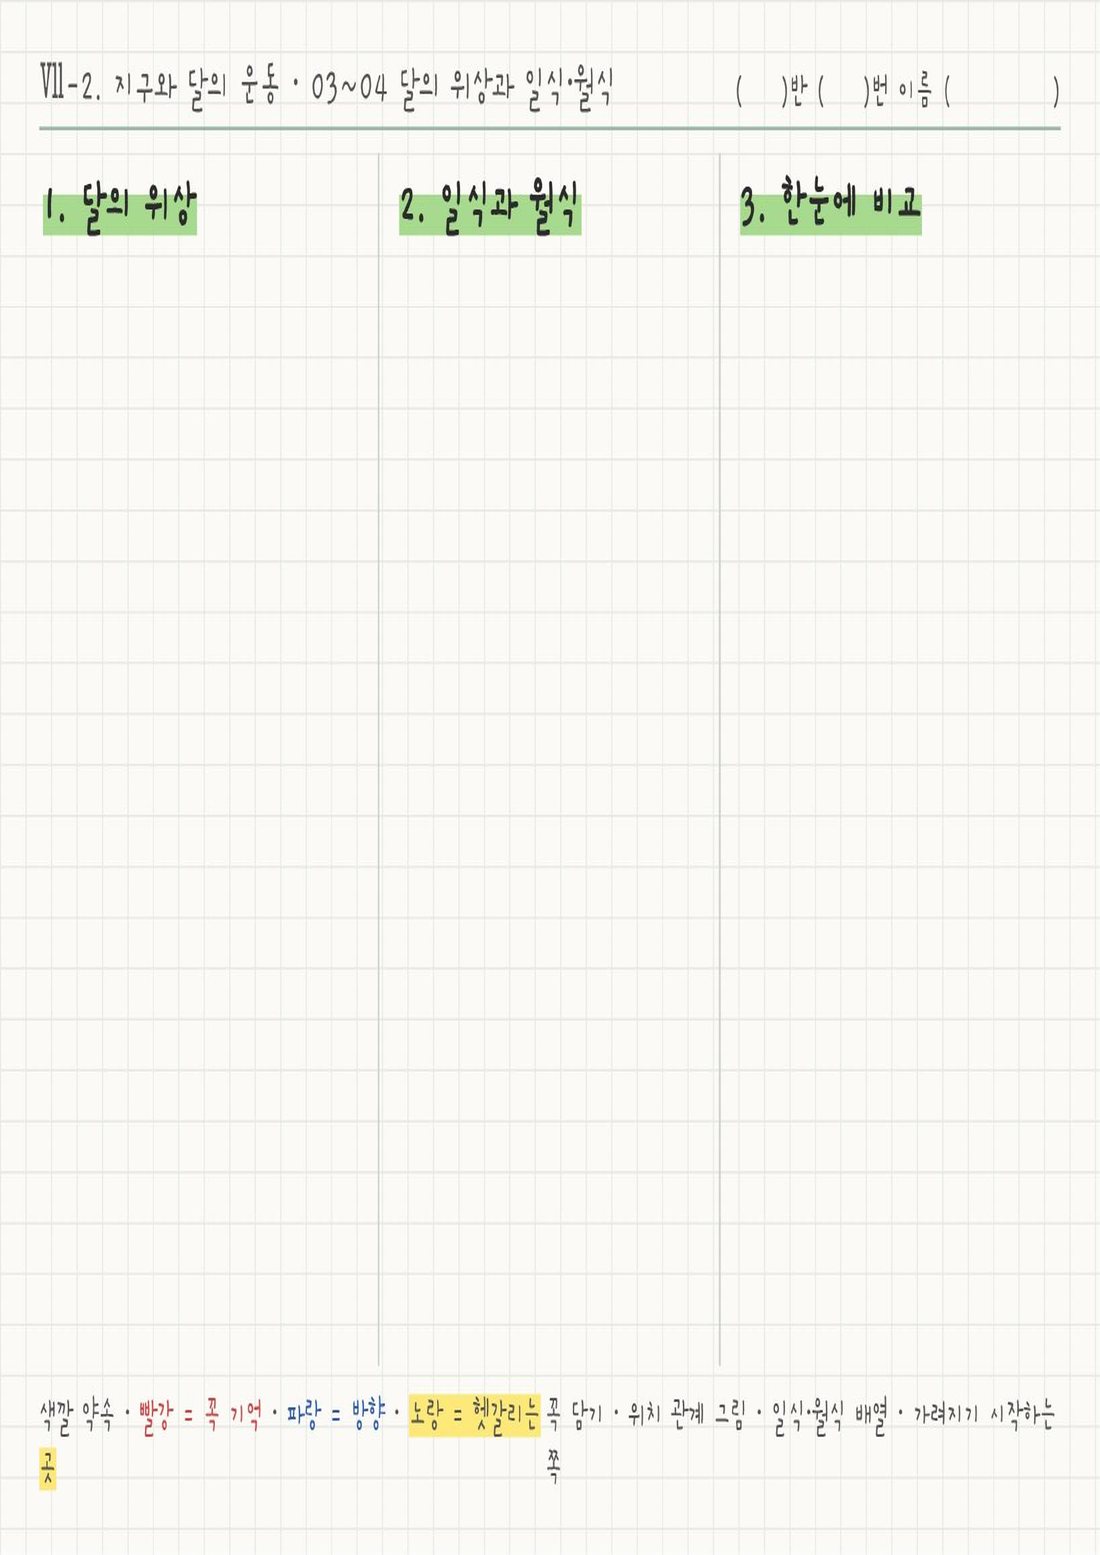 Ⅶ-2. 지구와 달의 운동 · 03~04 달의 위상과 일식·월식
(   )반 (   )번 이름 (         )
1. 달의 위상
2. 일식과 월식
3. 한눈에 비교
색깔 약속 · 빨강 = 꼭 기억 · 파랑 = 방향 · 노랑 = 헷갈리는
곳
꼭 담기 · 위치 관계 그림 · 일식·월식 배열 · 가려지기 시작하는
쪽